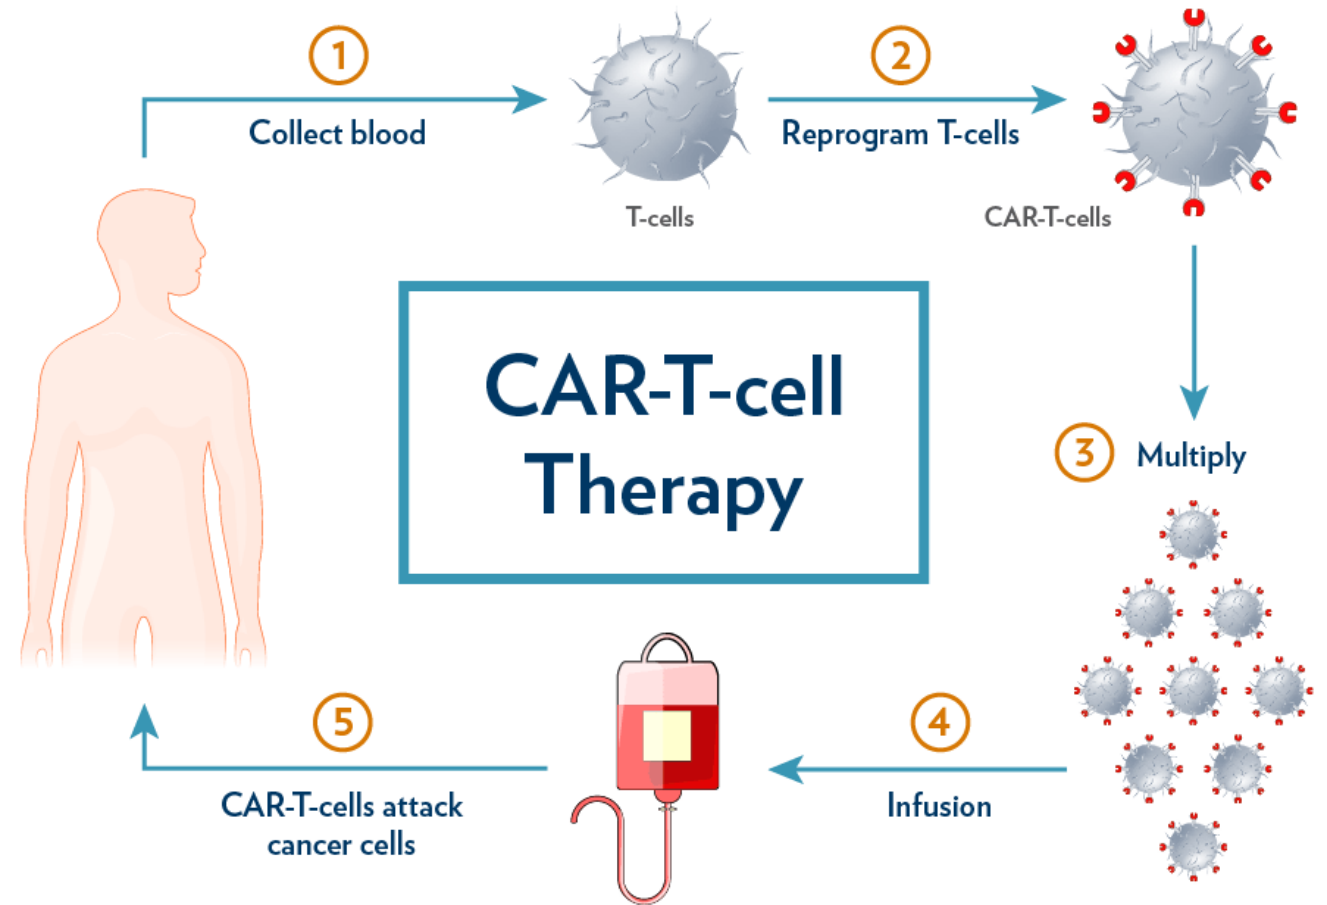 1
Collect blood
T-cells
2
Reprogram T-cells
CAR-T-cells
CAR-T-cell
Therapy
3
Multiply
4
Infusion
5
CAR-T-cells attack
cancer cells